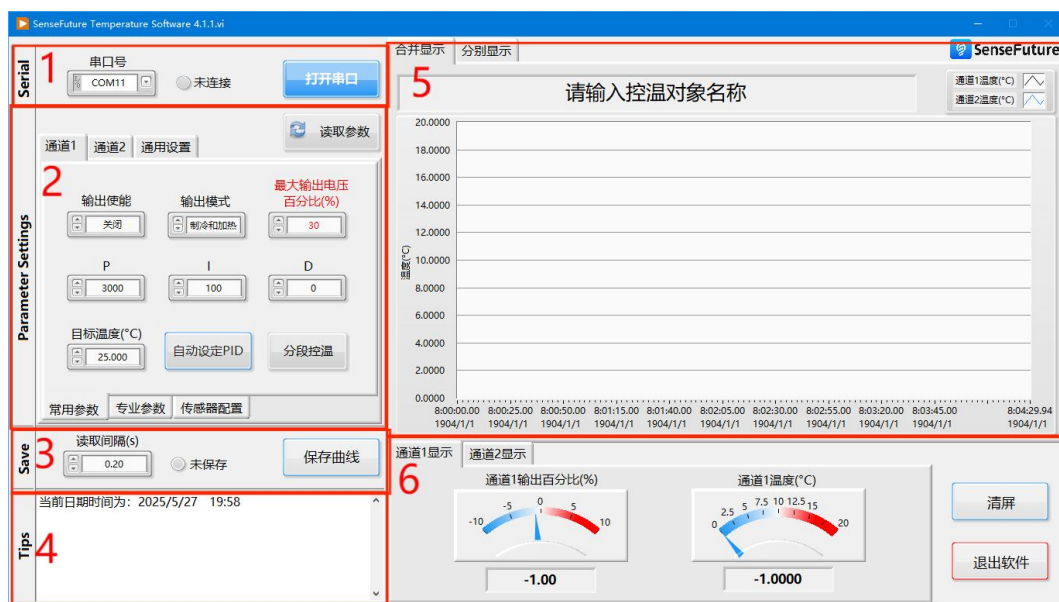 SenseFuture Temperature Software 4.1.1.vi
Serial
1
串口号
COM11
未连接
打开串口
Parameter Settings
读取参数
通道1 通道2 通用设置
2
输出使能 输出模式 最大输出电压
百分比(%)
关闭 制冷和加热 30
P I D
3000 100 0
目标温度(°C)
25.000 自动设定PID 分段控温
常用参数 专业参数 传感器配置
Save
3
读取间隔(s)
0.20 未保存 保存曲线
Tips
4
当前日期时间为: 2025/5/27 19:58
合并显示 分别显示
SenseFuture
5
请输入控温对象名称
通道1温度(°C)
通道2温度(°C)
温度(°C)
20.0000
18.0000
16.0000
14.0000
12.0000
10.0000
8.0000
6.0000
4.0000
2.0000
0.0000
8:00:00.00 8:00:25.00 8:00:50.00 8:01:15.00 8:01:40.00 8:02:05.00 8:02:30.00 8:02:55.00 8:03:20.00 8:03:45.00 8:04:29.94
1904/1/1 1904/1/1 1904/1/1 1904/1/1 1904/1/1 1904/1/1 1904/1/1 1904/1/1 1904/1/1 1904/1/1 1904/1/1
通道1显示 通道2显示
6
通道1输出百分比(%)
-10 -5 0 5 10
-1.00
通道1温度(°C)
0 2.5 5 7.5 10 12.5 15 20
-1.0000
清屏
退出软件